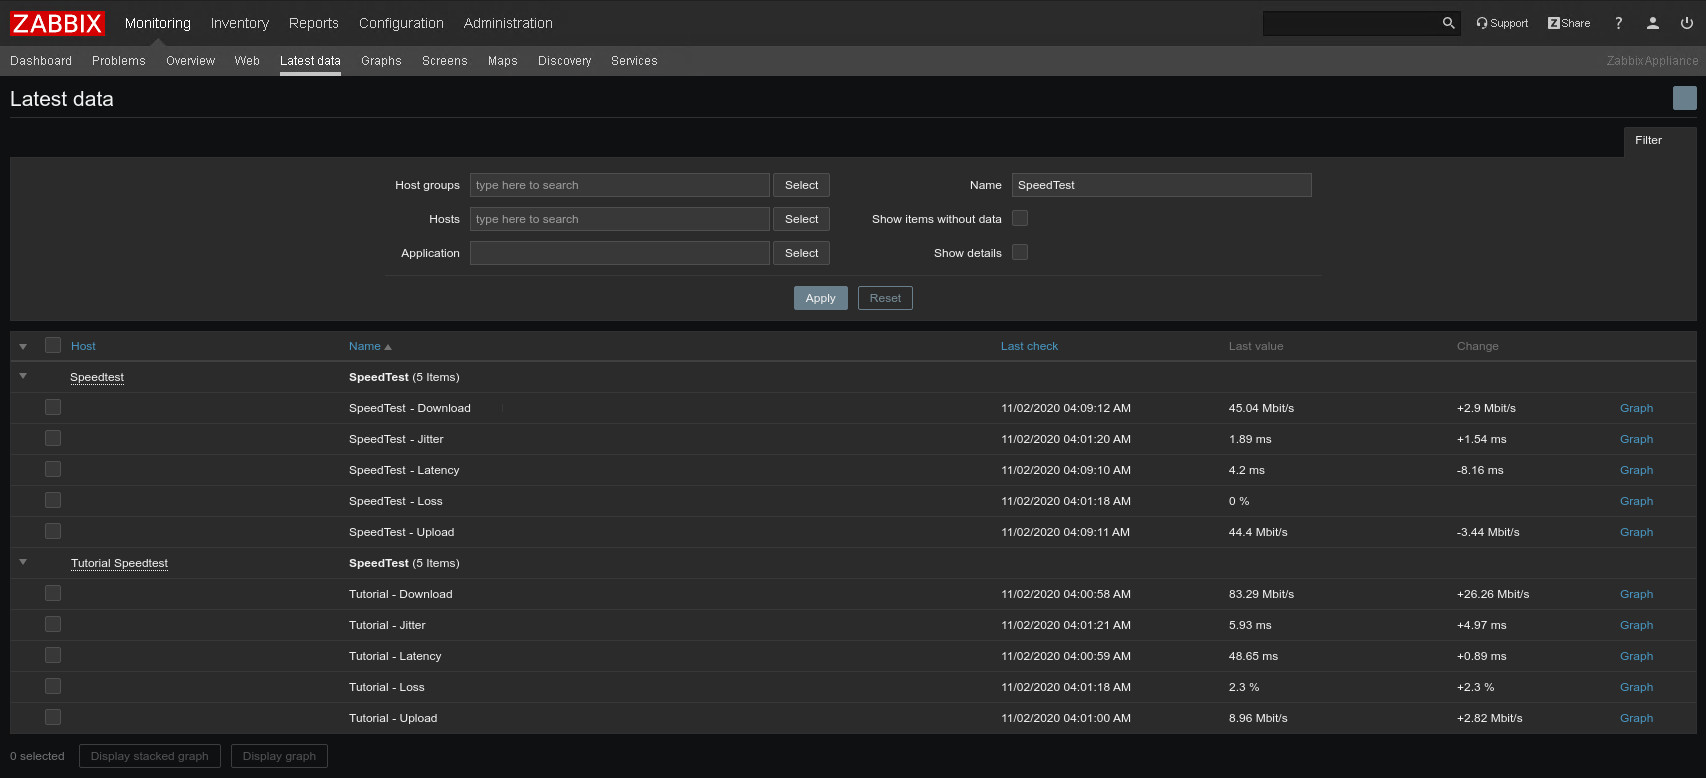 ZABBIX Monitoring Inventory Reports Configuration Administration Support Z Share ?
Dashboard Problems Overview Web Latest data Graphs Screens Maps Discovery Services Zabbix Appliance
Latest data
Filter
Host groups type here to search Select Name SpeedTest
Hosts type here to search Select Show items without data
Application Select Show details
Apply Reset
Host Name Last check Last value Change
Speedtest SpeedTest (5 Items)
SpeedTest - Download 11/02/2020 04:09:12 AM 45.04 Mbit/s +2.9 Mbit/s Graph
SpeedTest - Jitter 11/02/2020 04:01:20 AM 1.89 ms +1.54 ms Graph
SpeedTest - Latency 11/02/2020 04:09:10 AM 4.2 ms -8.16 ms Graph
SpeedTest - Loss 11/02/2020 04:01:18 AM 0 % Graph
SpeedTest - Upload 11/02/2020 04:09:11 AM 44.4 Mbit/s -3.44 Mbit/s Graph
Tutorial Speedtest SpeedTest (5 Items)
Tutorial - Download 11/02/2020 04:00:58 AM 83.29 Mbit/s +26.26 Mbit/s Graph
Tutorial - Jitter 11/02/2020 04:01:21 AM 5.93 ms +4.97 ms Graph
Tutorial - Latency 11/02/2020 04:00:59 AM 48.65 ms +0.89 ms Graph
Tutorial - Loss 11/02/2020 04:01:18 AM 2.3 % +2.3 % Graph
Tutorial - Upload 11/02/2020 04:01:00 AM 8.96 Mbit/s +2.82 Mbit/s Graph
0 selected Display stacked graph Display graph